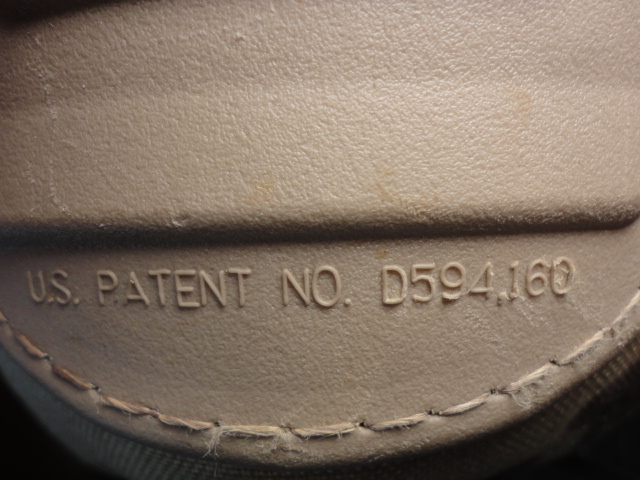 U.S. PATENT NO. D594,160